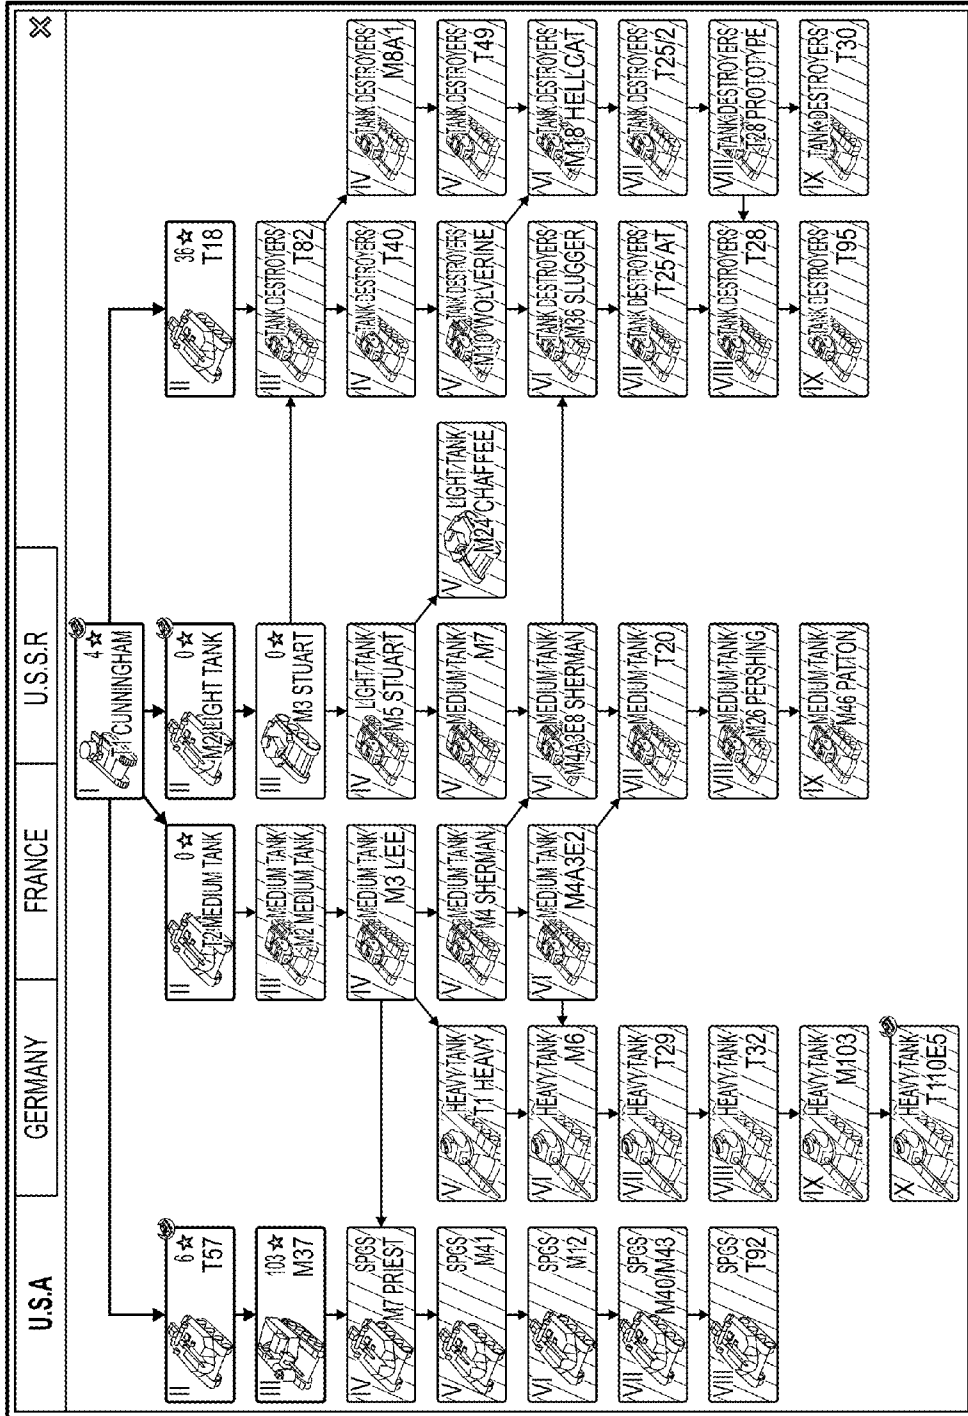 U.S.A
GERMANY
FRANCE
U.S.S.R
X
I
4☆
T1 CUNNINGHAM
II
6☆
T57
II
0☆
T2 MEDIUM TANK
II
0☆
M2 LIGHT TANK
II
36☆
T18
III
103☆
M37
III
MEDIUM TANK
M2 MEDIUM TANK
III
0☆
M3 STUART
III
TANK DESTROYERS
T82
IV
SPGS
M7 PRIEST
IV
MEDIUM TANK
M3 LEE
IV
LIGHT TANK
M5 STUART
IV
TANK DESTROYERS
T40
IV
TANK DESTROYERS
M8A1
V
SPGS
M41
V
HEAVY TANK
T1 HEAVY
V
MEDIUM TANK
M4 SHERMAN
V
MEDIUM TANK
M7
V
LIGHT TANK
M24 CHAFFEE
V
TANK DESTROYERS
M10 WOLVERINE
V
TANK DESTROYERS
T49
VI
SPGS
M12
VI
HEAVY TANK
M6
VI
MEDIUM TANK
M4A3E2
VI
MEDIUM TANK
M4A3E8 SHERMAN
VI
TANK DESTROYERS
M36 SLUGGER
VI
TANK DESTROYERS
M18 HELLCAT
VII
SPGS
M40/M43
VII
HEAVY TANK
T29
VII
MEDIUM TANK
T20
VII
TANK DESTROYERS
T25 AT
VII
TANK DESTROYERS
T25/2
VIII
SPGS
T92
VIII
HEAVY TANK
T32
VIII
MEDIUM TANK
M26 PERSHING
VIII
TANK DESTROYERS
T28
VIII
TANK DESTROYERS
T28 PROTOTYPE
IX
HEAVY TANK
M103
IX
MEDIUM TANK
M46 PATTON
IX
TANK DESTROYERS
T95
IX
TANK DESTROYERS
T30
X
HEAVY TANK
T110E5